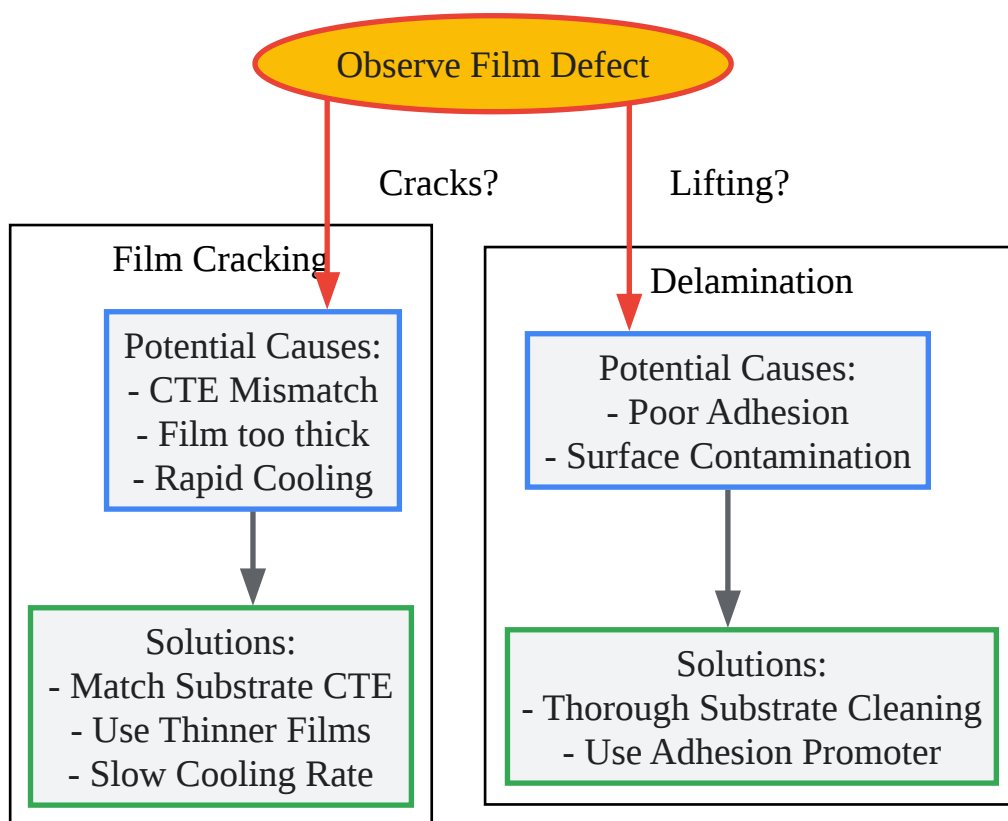 Observe Film Defect
Cracks?
Lifting?
Film Cracking
Potential Causes:
- CTE Mismatch
- Film too thick
- Rapid Cooling
Solutions:
- Match Substrate CTE
- Use Thinner Films
- Slow Cooling Rate
Delamination
Potential Causes:
- Poor Adhesion
- Surface Contamination
Solutions:
- Thorough Substrate Cleaning
- Use Adhesion Promoter